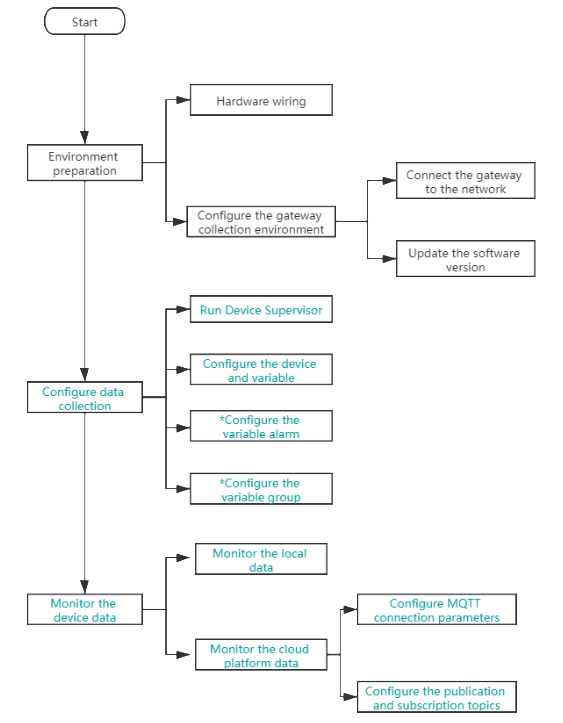 Start
Hardware wiring
Environment
preparation
Configure the gateway
collection environment
Connect the gateway
to the network
Update the software
version
Run Device Supervisor
Configure the device
and variable
Configure data
collection
*Configure the
variable alarm
*Configure the
variable group
Monitor the local
data
Monitor the
device data
Monitor the cloud
platform data
Configure MQTT
connection parameters
Configure the publication
and subscription topics